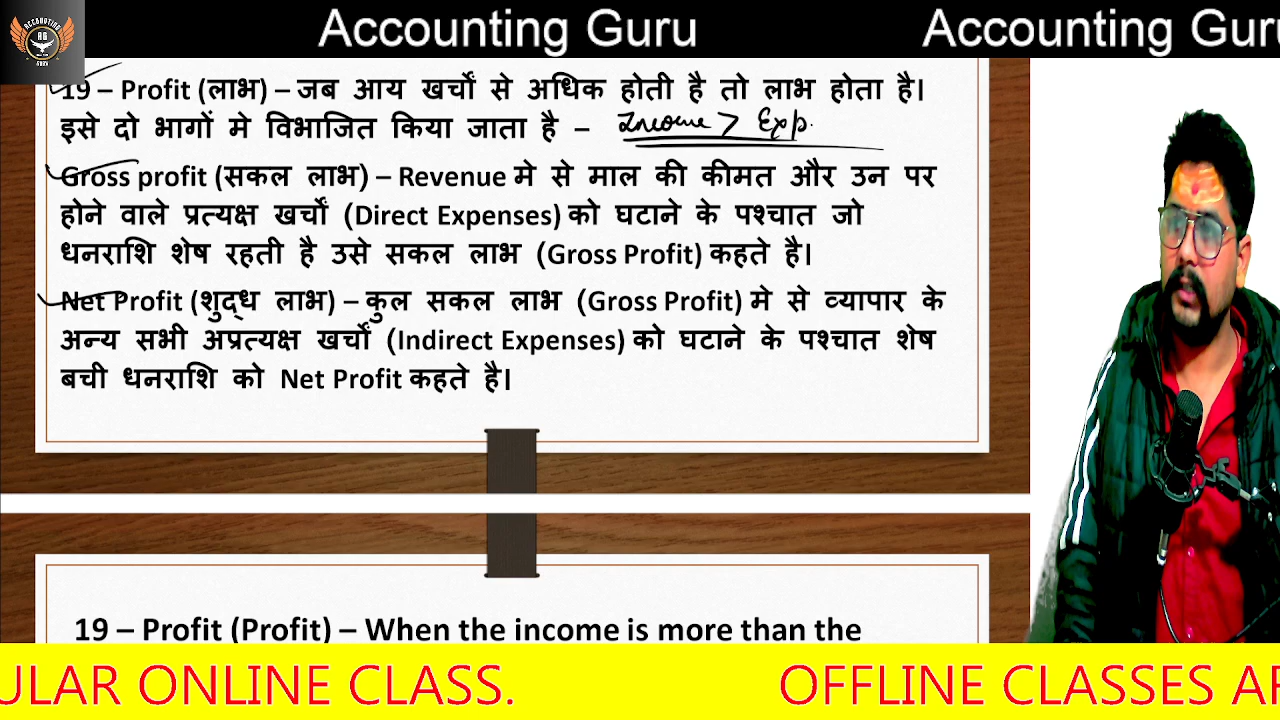 Accounting Guru
Accounting Guru
ACCOUNTING
AG
GURU
19 – Profit (लाभ) – जब आय खर्चों से अधिक होती है तो लाभ होता है।
इसे दो भागों मे विभाजित किया जाता है – Income > Exp.
Gross profit (सकल लाभ) – Revenue मे से माल की कीमत और उन पर
होने वाले प्रत्यक्ष खर्चों (Direct Expenses) को घटाने के पश्चात जो
धनराशि शेष रहती है उसे सकल लाभ (Gross Profit) कहते है।
Net Profit (शुद्ध लाभ) – कुल सकल लाभ (Gross Profit) मे से व्यापार के
अन्य सभी अप्रत्यक्ष खर्चों (Indirect Expenses) को घटाने के पश्चात शेष
बची धनराशि को Net Profit कहते है।
19 – Profit (Profit) – When the income is more than the
ULAR ONLINE CLASS.
OFFLINE CLASSES AR